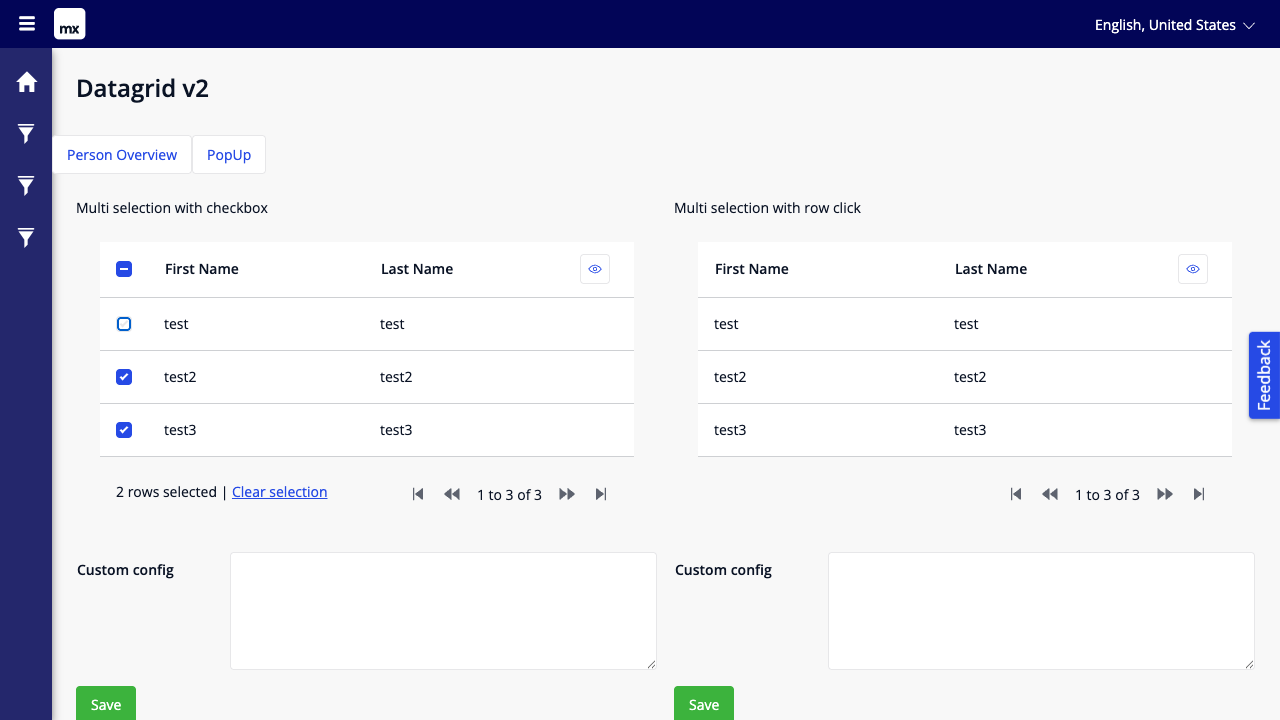 mx
English, United States
Datagrid v2
Person Overview
PopUp
Multi selection with checkbox
First Name Last Name
test test
test2 test2
test3 test3
2 rows selected | Clear selection
1 to 3 of 3
Custom config
Save
Multi selection with row click
First Name Last Name
test test
test2 test2
test3 test3
1 to 3 of 3
Custom config
Save
Feedback